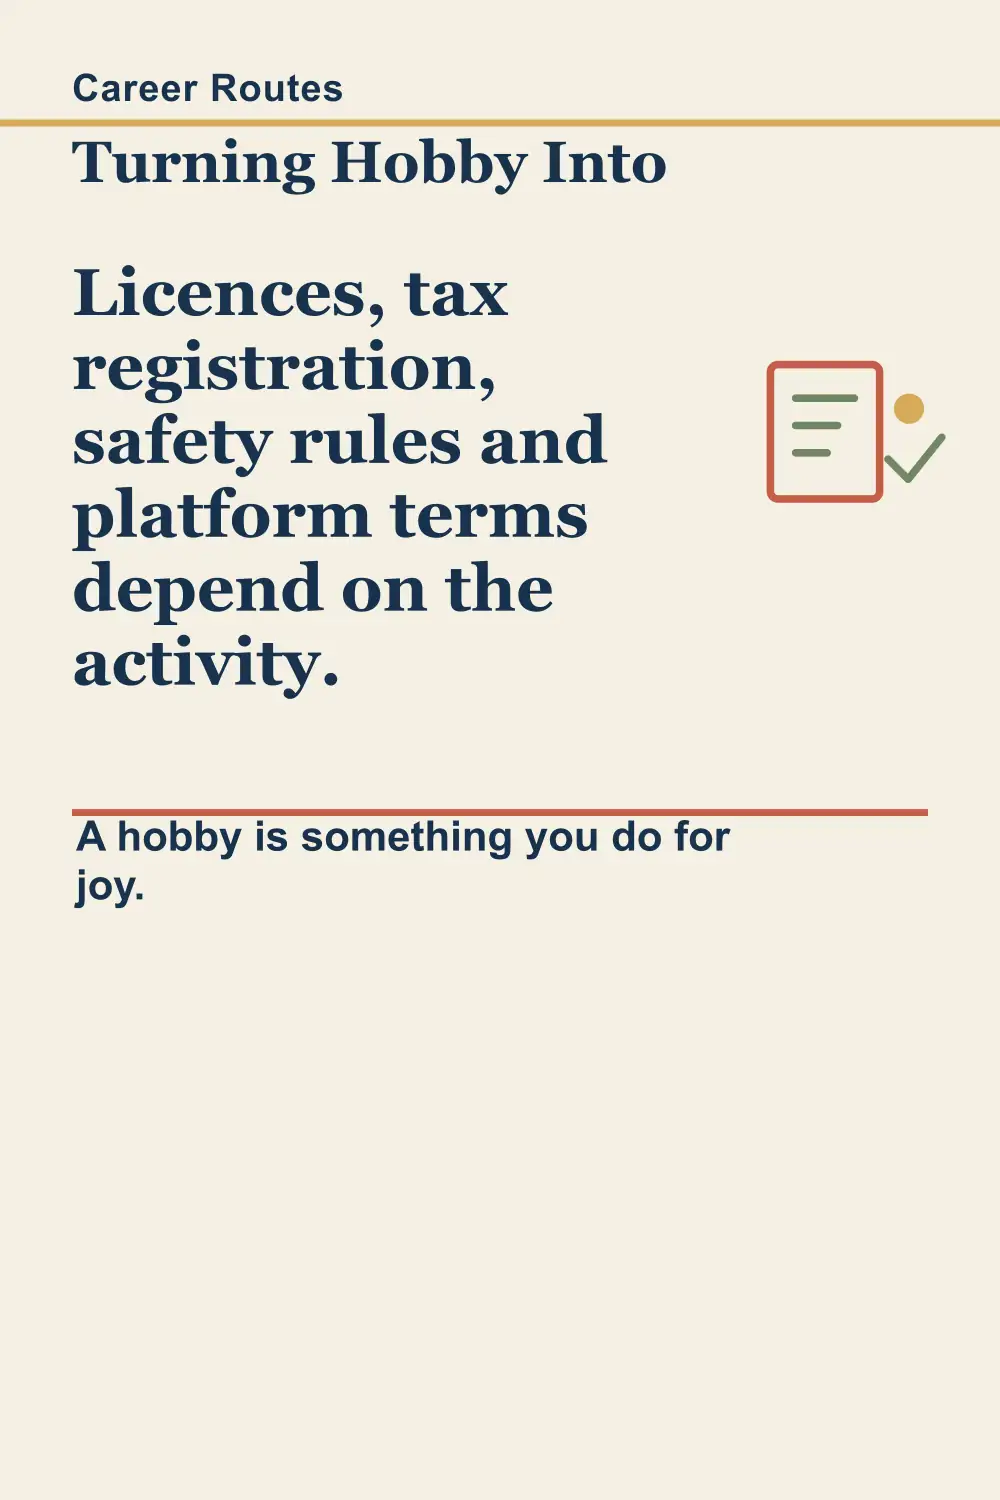 Career Routes
Turning Hobby Into
Licences, tax
registration,
safety rules and
platform terms
depend on the
activity.
A hobby is something you do for
joy.